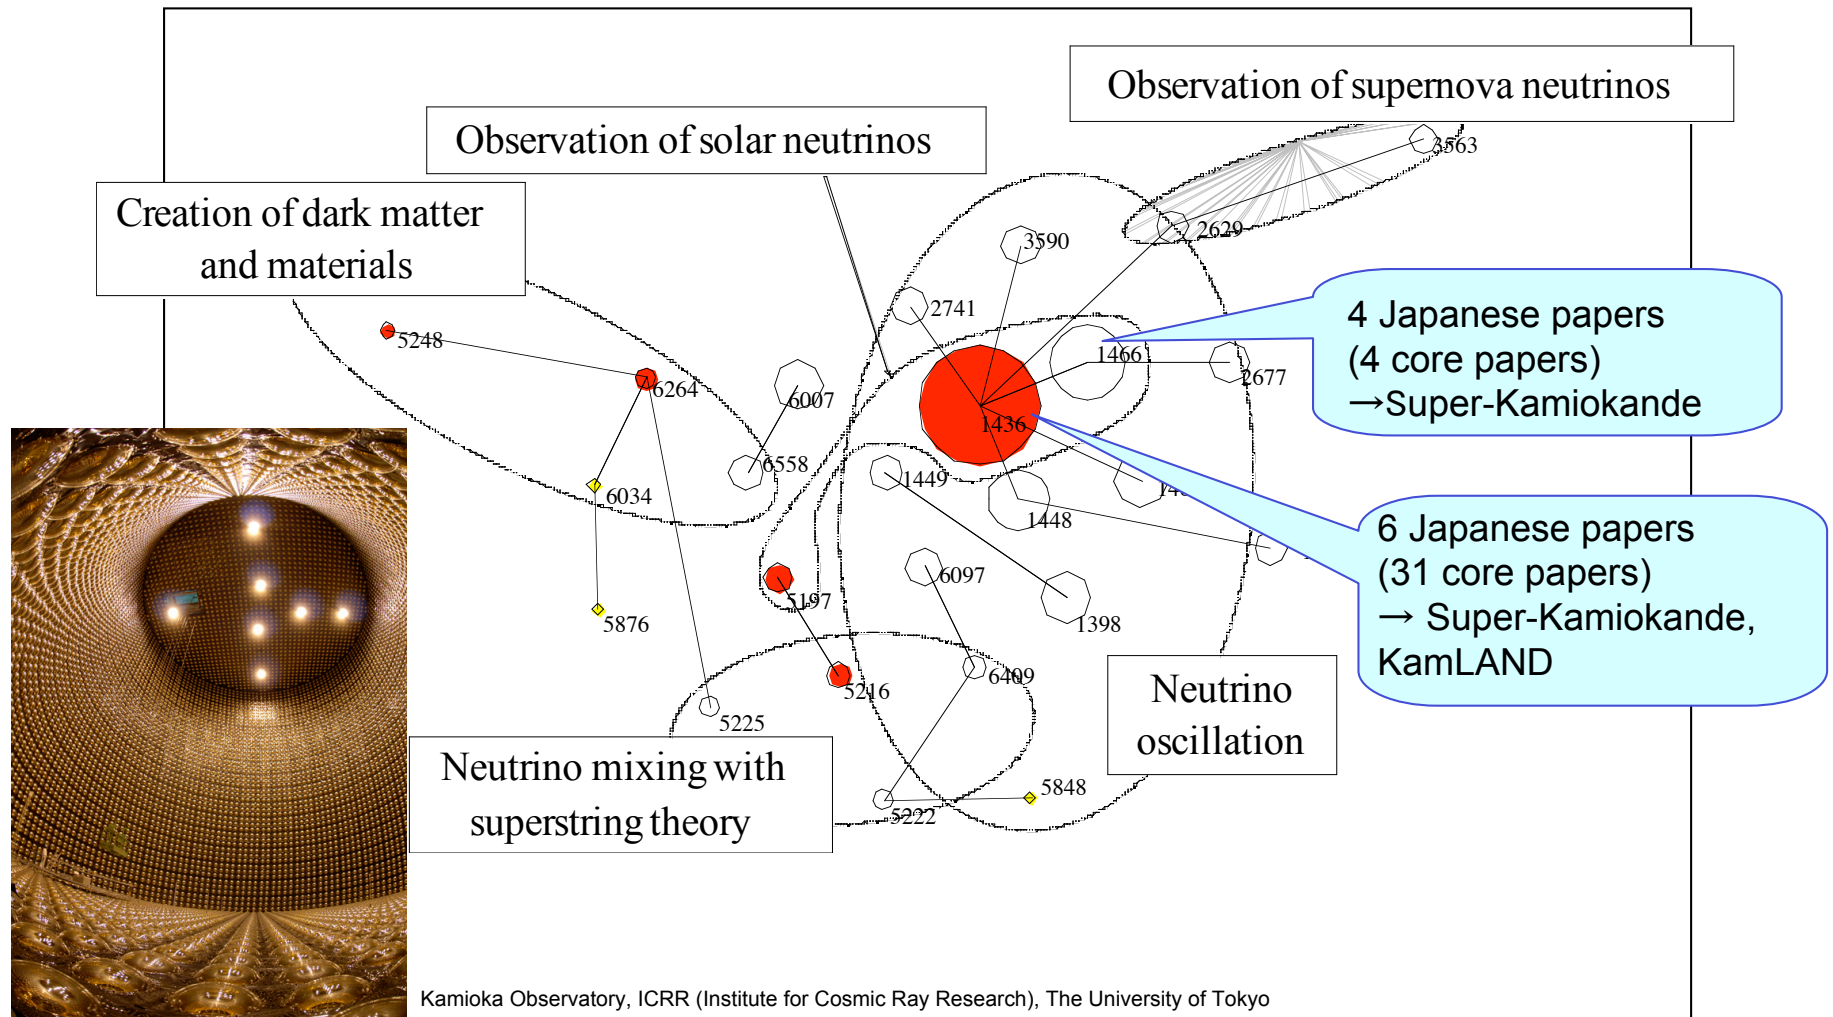 Observation of supernova neutrinos
Observation of solar neutrinos
3563
Creation of dark matter
and materials
2629
3590
2741
5248
1466
2677
6264
6007
4 Japanese papers
(4 core papers)
→Super-Kamiokande
1436
6558
1449
6034
1448
6097
5197
5876
1398
6 Japanese papers
(31 core papers)
→ Super-Kamiokande,
KamLAND
5216
6409
5225
Neutrino
oscillation
Neutrino mixing with
superstring theory
5848
5222
Kamioka Observatory, ICRR (Institute for Cosmic Ray Research), The University of Tokyo